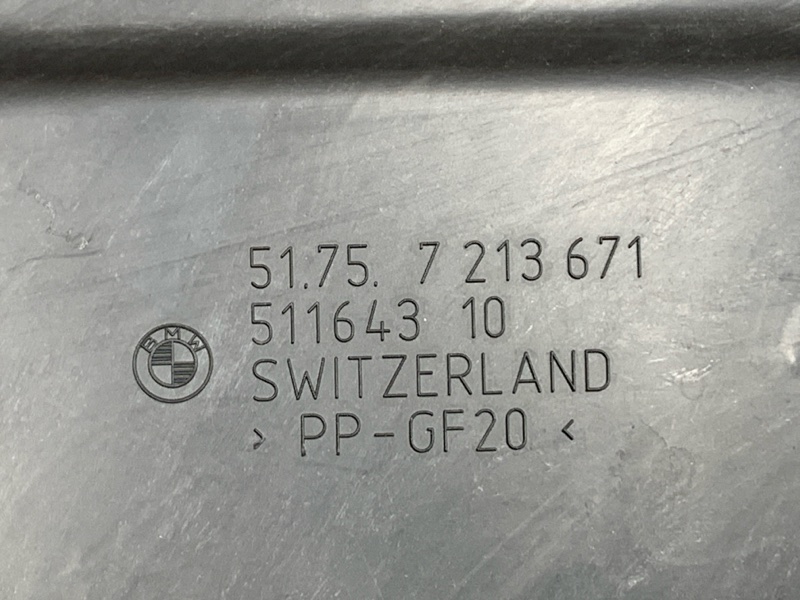 51.75. 7 213 671
511643 10
BMW
SWITZERLAND
> PP-GF20 <